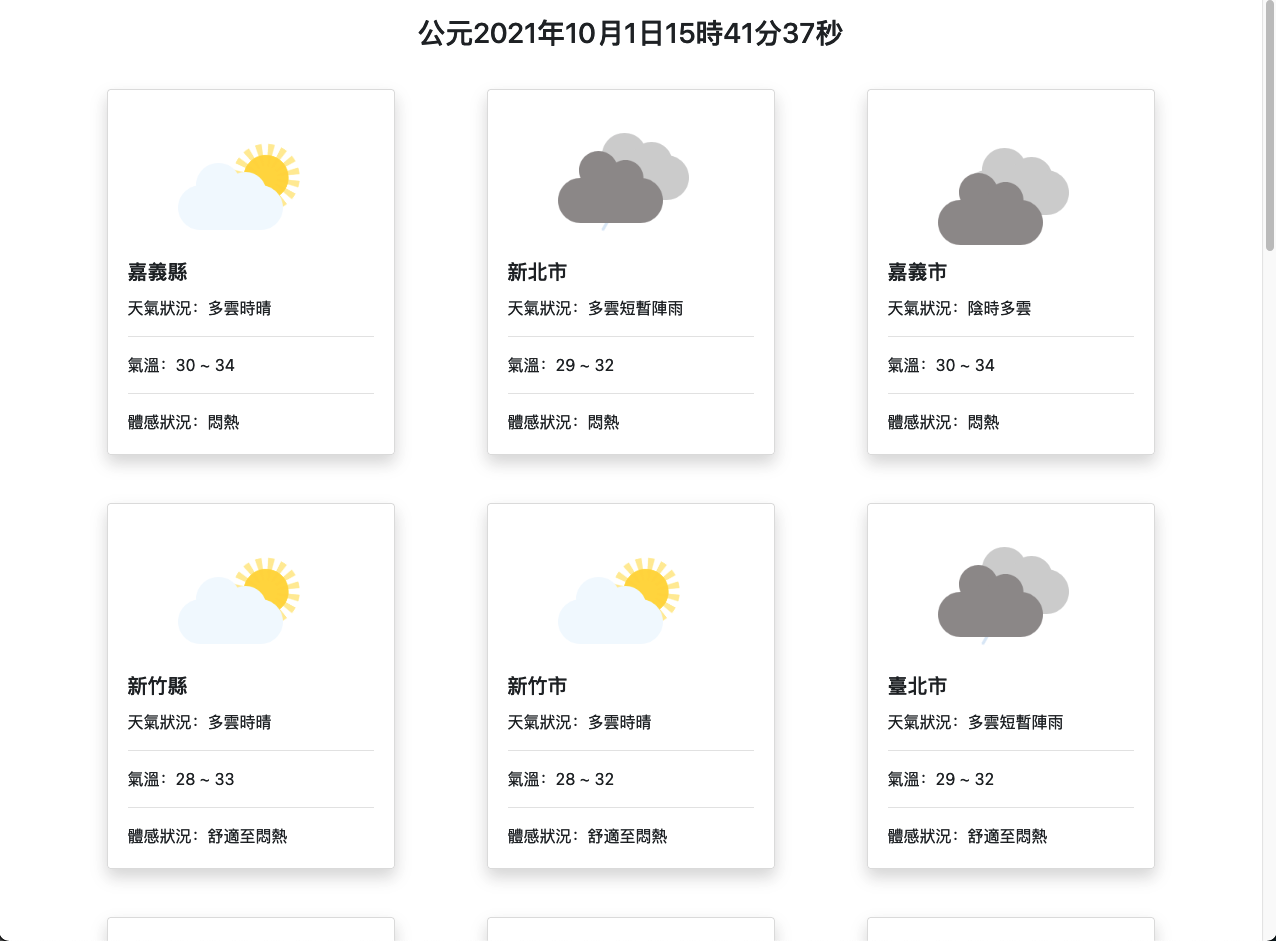 公元2021年10月1日15時41分37秒
嘉義縣
天氣狀況：多雲時晴
氣溫：30 ~ 34
體感狀況：悶熱
新北市
天氣狀況：多雲短暫陣雨
氣溫：29 ~ 32
體感狀況：悶熱
嘉義市
天氣狀況：陰時多雲
氣溫：30 ~ 34
體感狀況：悶熱
新竹縣
天氣狀況：多雲時晴
氣溫：28 ~ 33
體感狀況：舒適至悶熱
新竹市
天氣狀況：多雲時晴
氣溫：28 ~ 32
體感狀況：舒適至悶熱
臺北市
天氣狀況：多雲短暫陣雨
氣溫：29 ~ 32
體感狀況：舒適至悶熱